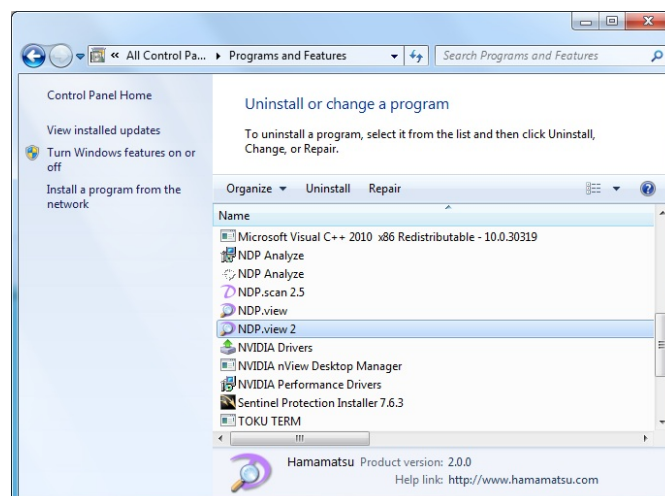 « All Control Pa... ▸ Programs and Features
Search Programs and Features
Control Panel Home
View installed updates
Turn Windows features on or
off
Install a program from the
network
Uninstall or change a program
To uninstall a program, select it from the list and then click Uninstall,
Change, or Repair.
Organize Uninstall Repair
Name
Microsoft Visual C++ 2010 x86 Redistributable - 10.0.30319
NDP Analyze
NDP Analyze
NDP.scan 2.5
NDP.view
NDP.view 2
NVIDIA Drivers
NVIDIA nView Desktop Manager
NVIDIA Performance Drivers
Sentinel Protection Installer 7.6.3
TOKU TERM
Hamamatsu Product version: 2.0.0
Help link: http://www.hamamatsu.com